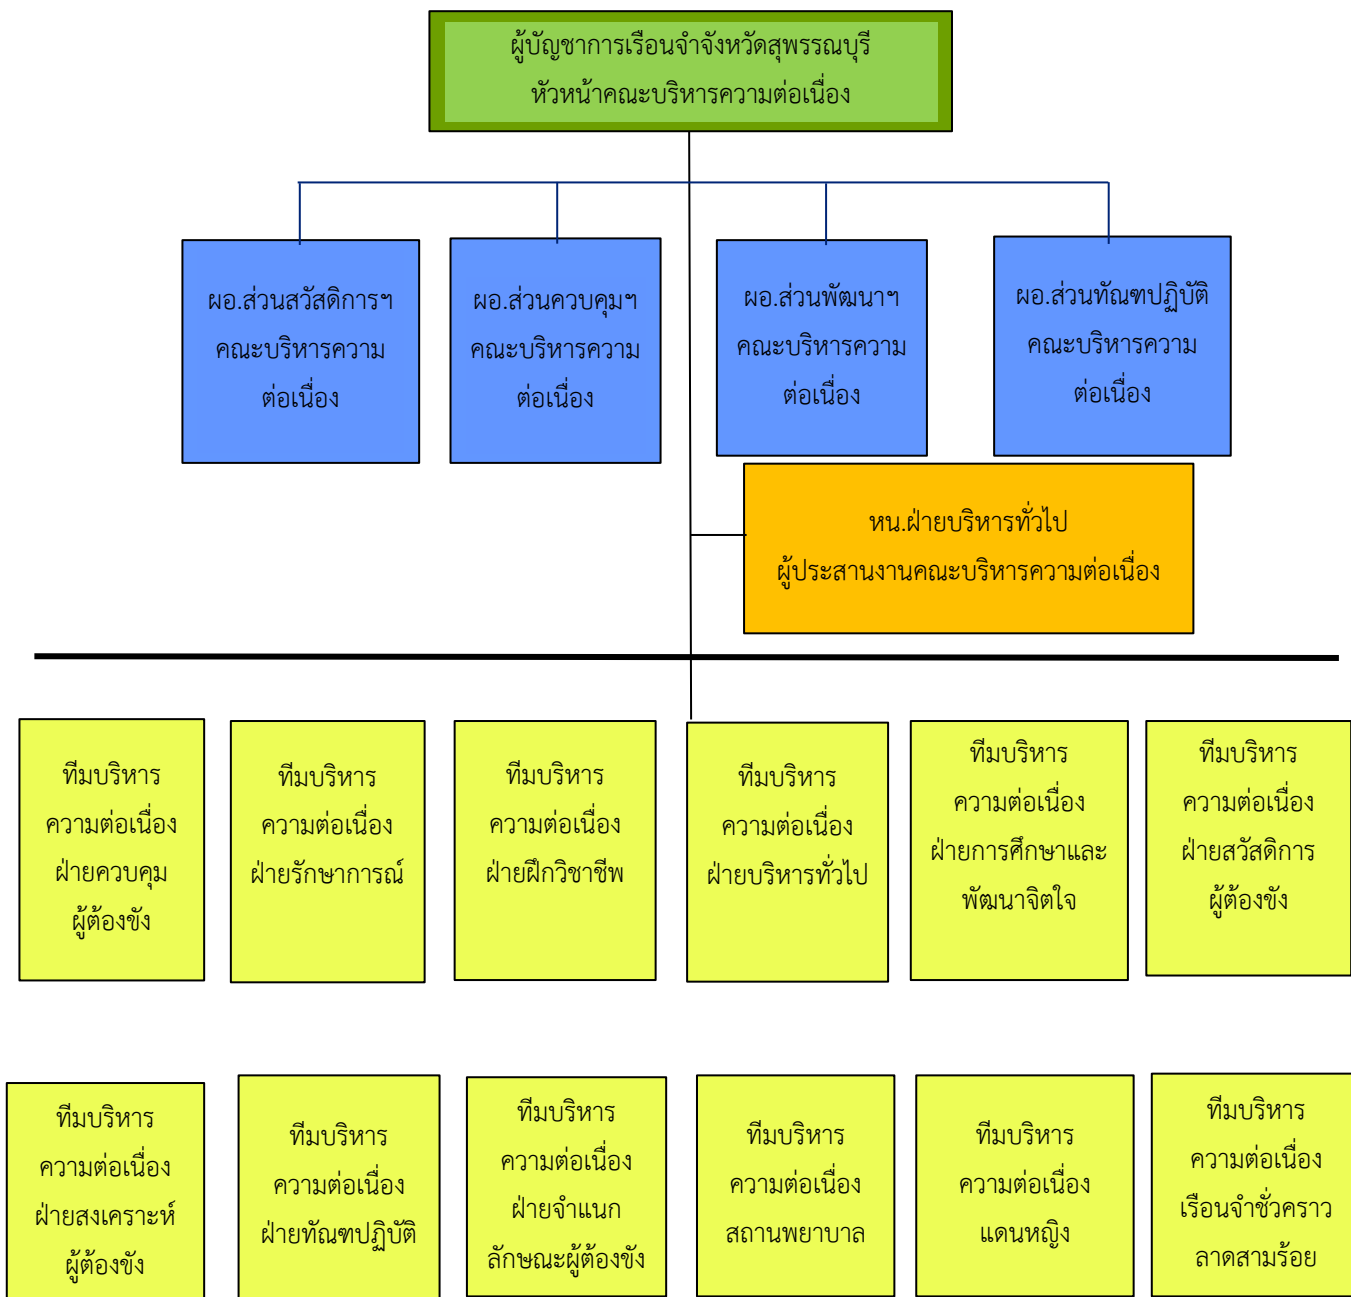 ผู้บัญชาการเรือนจำจังหวัดสุพรรณบุรี
หัวหน้าคณะบริหารความต่อเนื่อง
ผอ.ส่วนสวัสดิการฯ
คณะบริหารความ
ต่อเนื่อง
ผอ.ส่วนควบคุมฯ
คณะบริหารความ
ต่อเนื่อง
ผอ.ส่วนพัฒนาฯ
คณะบริหารความ
ต่อเนื่อง
ผอ.ส่วนทัณฑปฏิบัติ
คณะบริหารความ
ต่อเนื่อง
หน.ฝ่ายบริหารทั่วไป
ผู้ประสานงานคณะบริหารความต่อเนื่อง
ทีมบริหาร
ความต่อเนื่อง
ฝ่ายควบคุม
ผู้ต้องขัง
ทีมบริหาร
ความต่อเนื่อง
ฝ่ายรักษาการณ์
ทีมบริหาร
ความต่อเนื่อง
ฝ่ายฝึกวิชาชีพ
ทีมบริหาร
ความต่อเนื่อง
ฝ่ายบริหารทั่วไป
ทีมบริหาร
ความต่อเนื่อง
ฝ่ายการศึกษาและ
พัฒนาจิตใจ
ทีมบริหาร
ความต่อเนื่อง
ฝ่ายสวัสดิการ
ผู้ต้องขัง
ทีมบริหาร
ความต่อเนื่อง
ฝ่ายสงเคราะห์
ผู้ต้องขัง
ทีมบริหาร
ความต่อเนื่อง
ฝ่ายทัณฑปฏิบัติ
ทีมบริหาร
ความต่อเนื่อง
ฝ่ายจำแนก
ลักษณะผู้ต้องขัง
ทีมบริหาร
ความต่อเนื่อง
สถานพยาบาล
ทีมบริหาร
ความต่อเนื่อง
แดนหญิง
ทีมบริหาร
ความต่อเนื่อง
เรือนจำชั่วคราว
ลาดสามร้อย